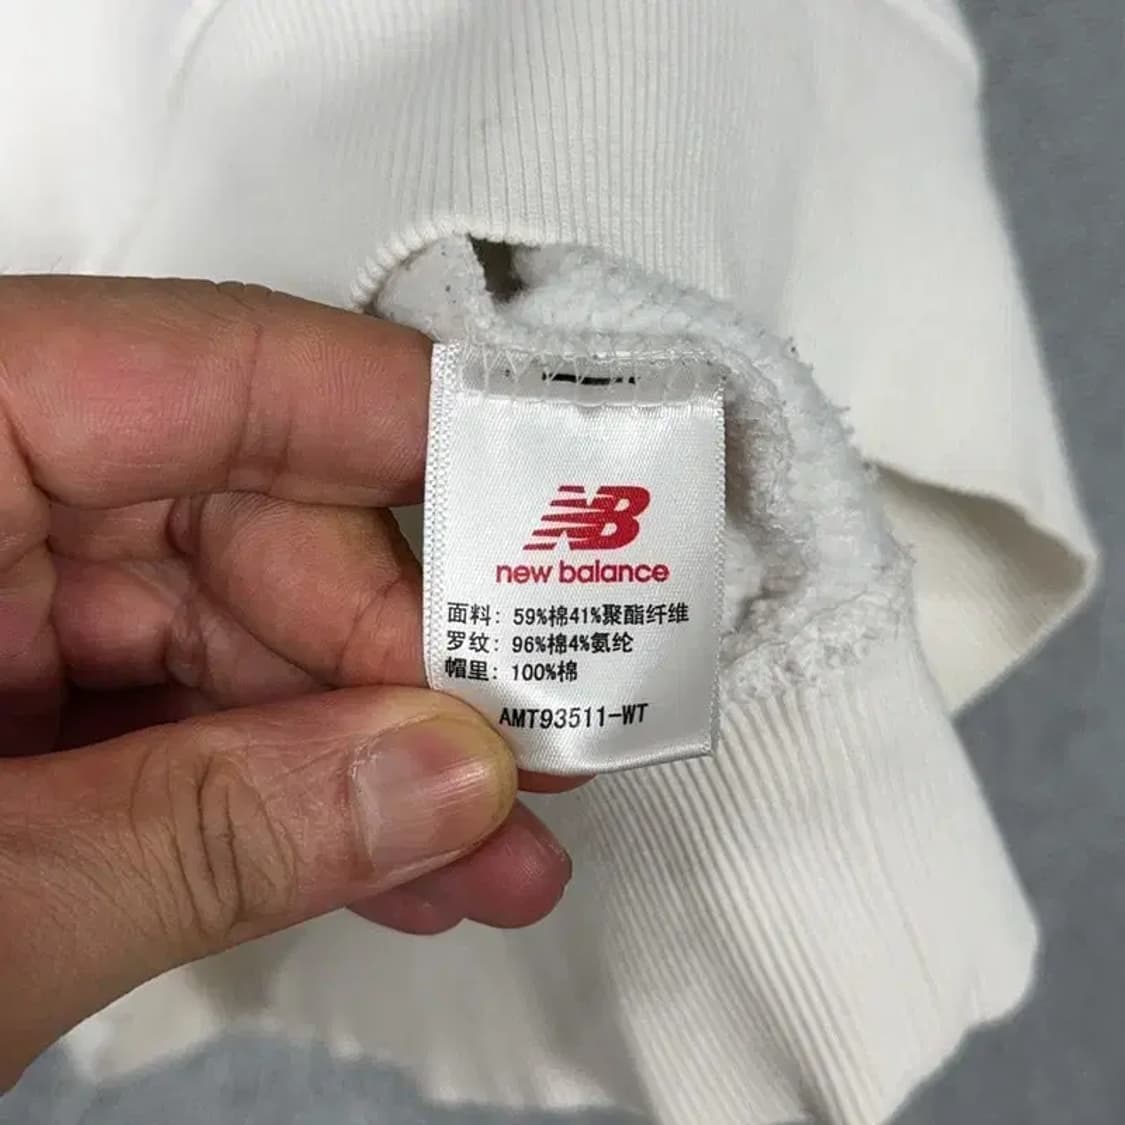 NB
new balance
面料: 59%棉41%聚酯纤维
罗纹: 96%棉4%氨纶
帽里: 100%棉
AMT93511-WT